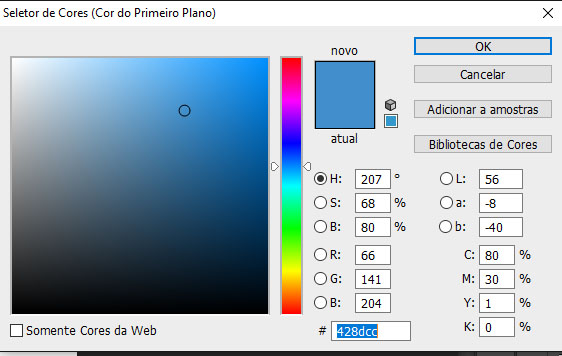 Seletor de Cores (Cor do Primeiro Plano)
novo
atual
OK
Cancelar
Adicionar a amostras
Bibliotecas de Cores
H: 207 °
S: 68 %
B: 80 %
R: 66
G: 141
B: 204
# 428dcc
L: 56
a: -8
b: -40
C: 80 %
M: 30 %
Y: 1 %
K: 0 %
Somente Cores da Web